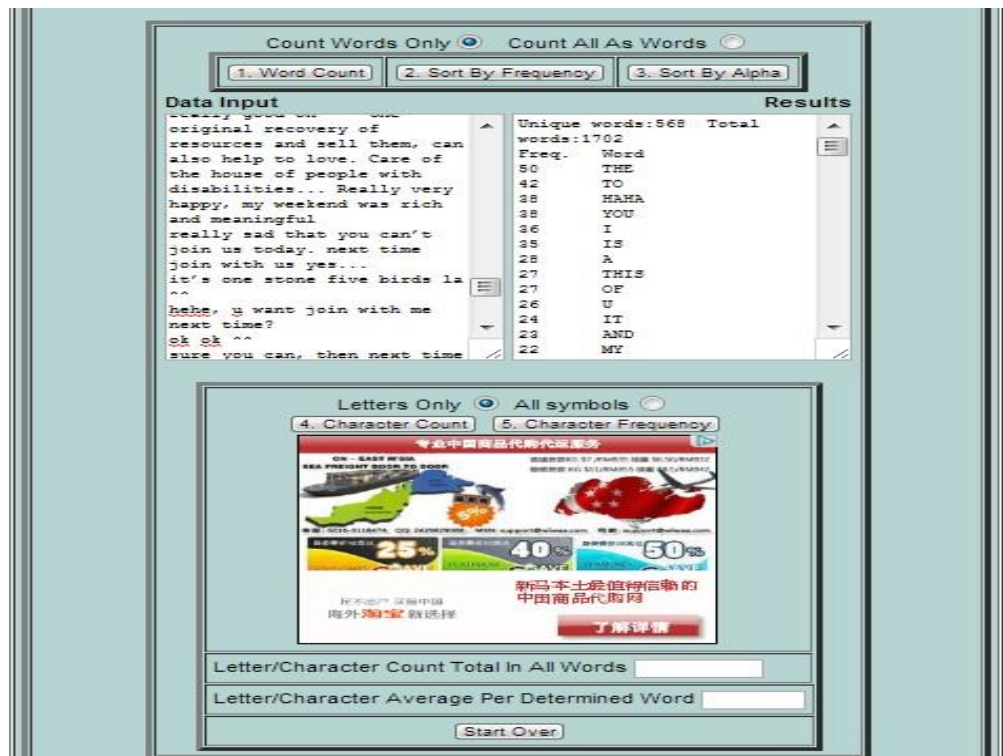 Count Words Only Count All As Words
1. Word Count 2. Sort By Frequency 3. Sort By Alpha
Data Input Results
original recovery of
resources and sell them, can
also help to love. Care of
the house of people with
disabilities... Really very
happy, my weekend was rich
and meaningful
really sad that you can't
join us today. next time
join with us yes...
it's one stone five birds la
^^
hehe, u want join with me
next time?
ok ok ^^
sure you can, then next time
Unique words:568 Total
words:1702
Freq. Word
50 THE
42 TO
38 HAHA
38 YOU
36 I
35 IS
28 A
27 THIS
27 OF
26 U
24 IT
23 AND
22 MY
Letters Only All symbols
4. Character Count 5. Character Frequency
专业中国商品代购代运服务
SEA FREIGHT DOOR TO DOOR
5%
25% 40% 50%
新马本土最值得信赖的
中国商品代购网
海外淘宝新选择
了解详情
Letter/Character Count Total In All Words
Letter/Character Average Per Determined Word
Start Over